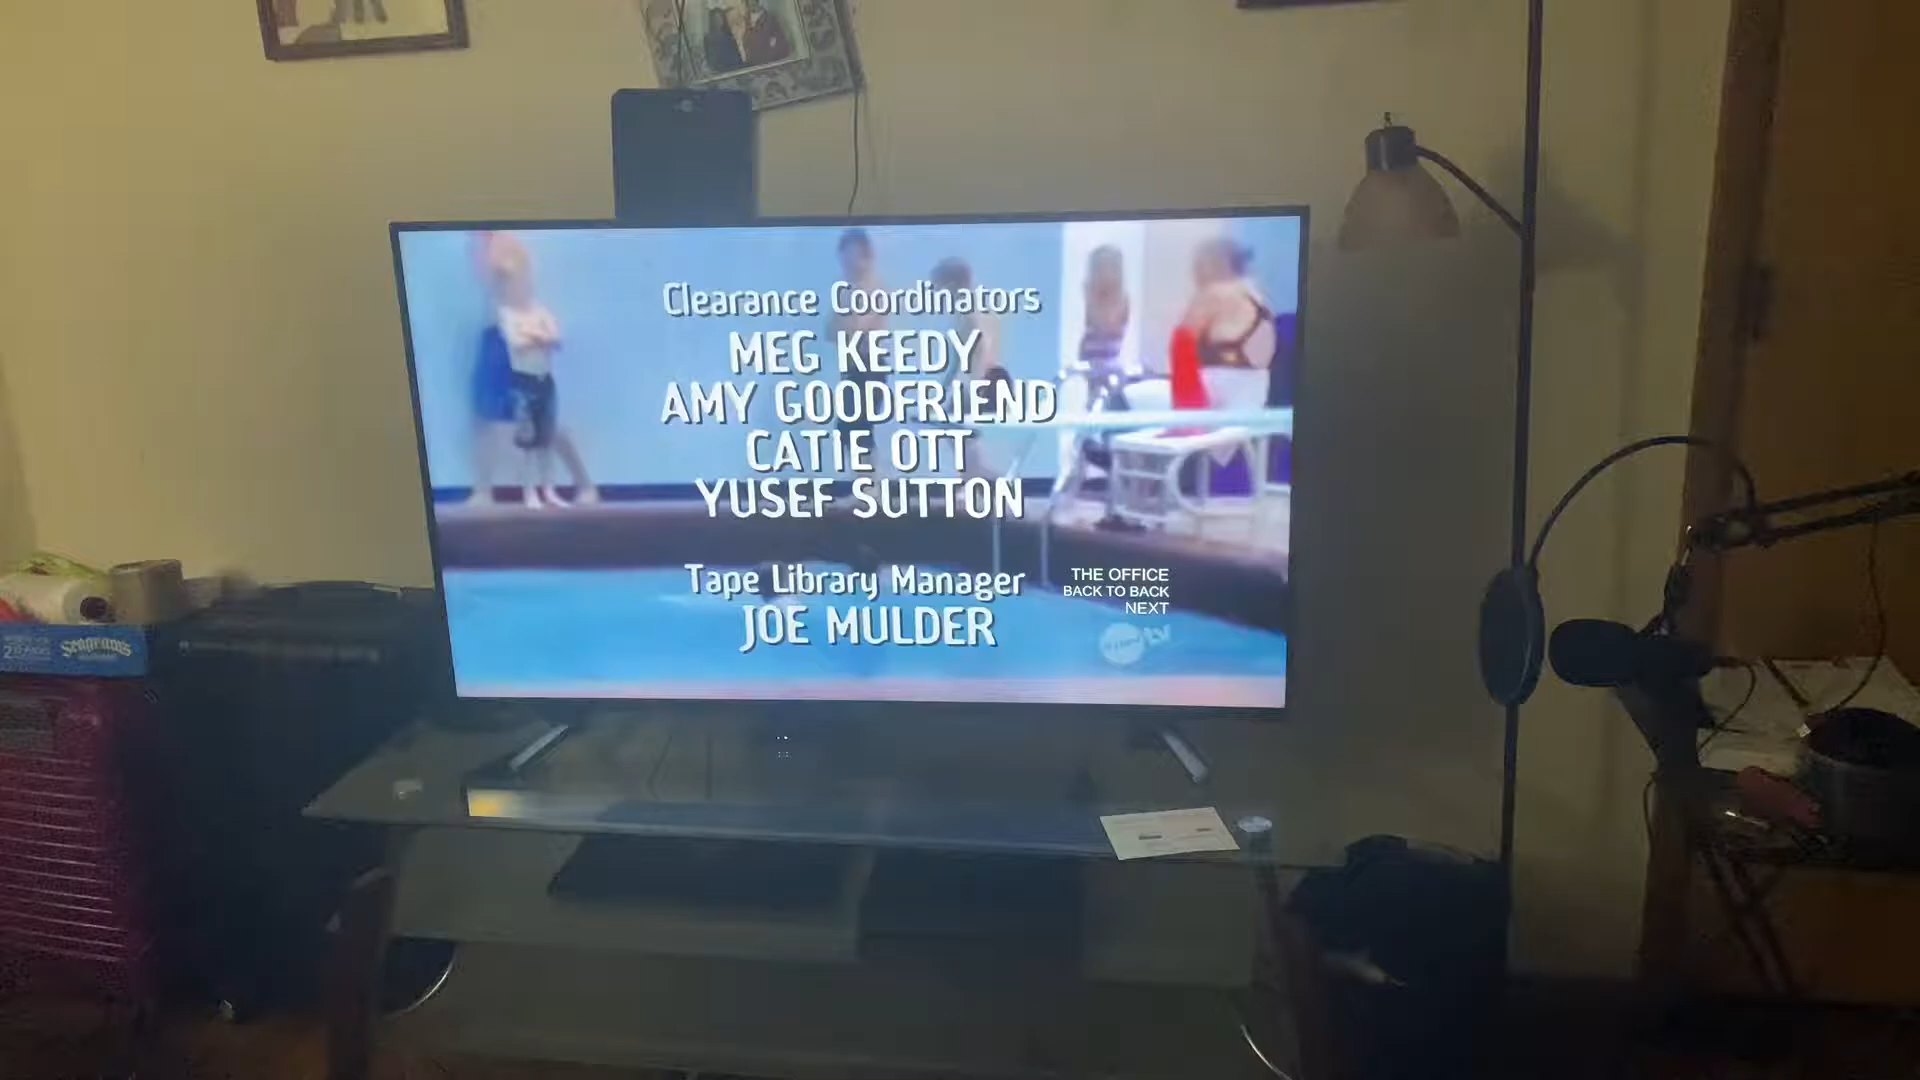 Clearance Coordinators
MEG KEEDY
AMY GOODFRIEND
CATIE OTT
YUSEF SUTTON
Tape Library Manager
JOE MULDER
THE OFFICE
BACK TO BACK
NEXT
Seagram's